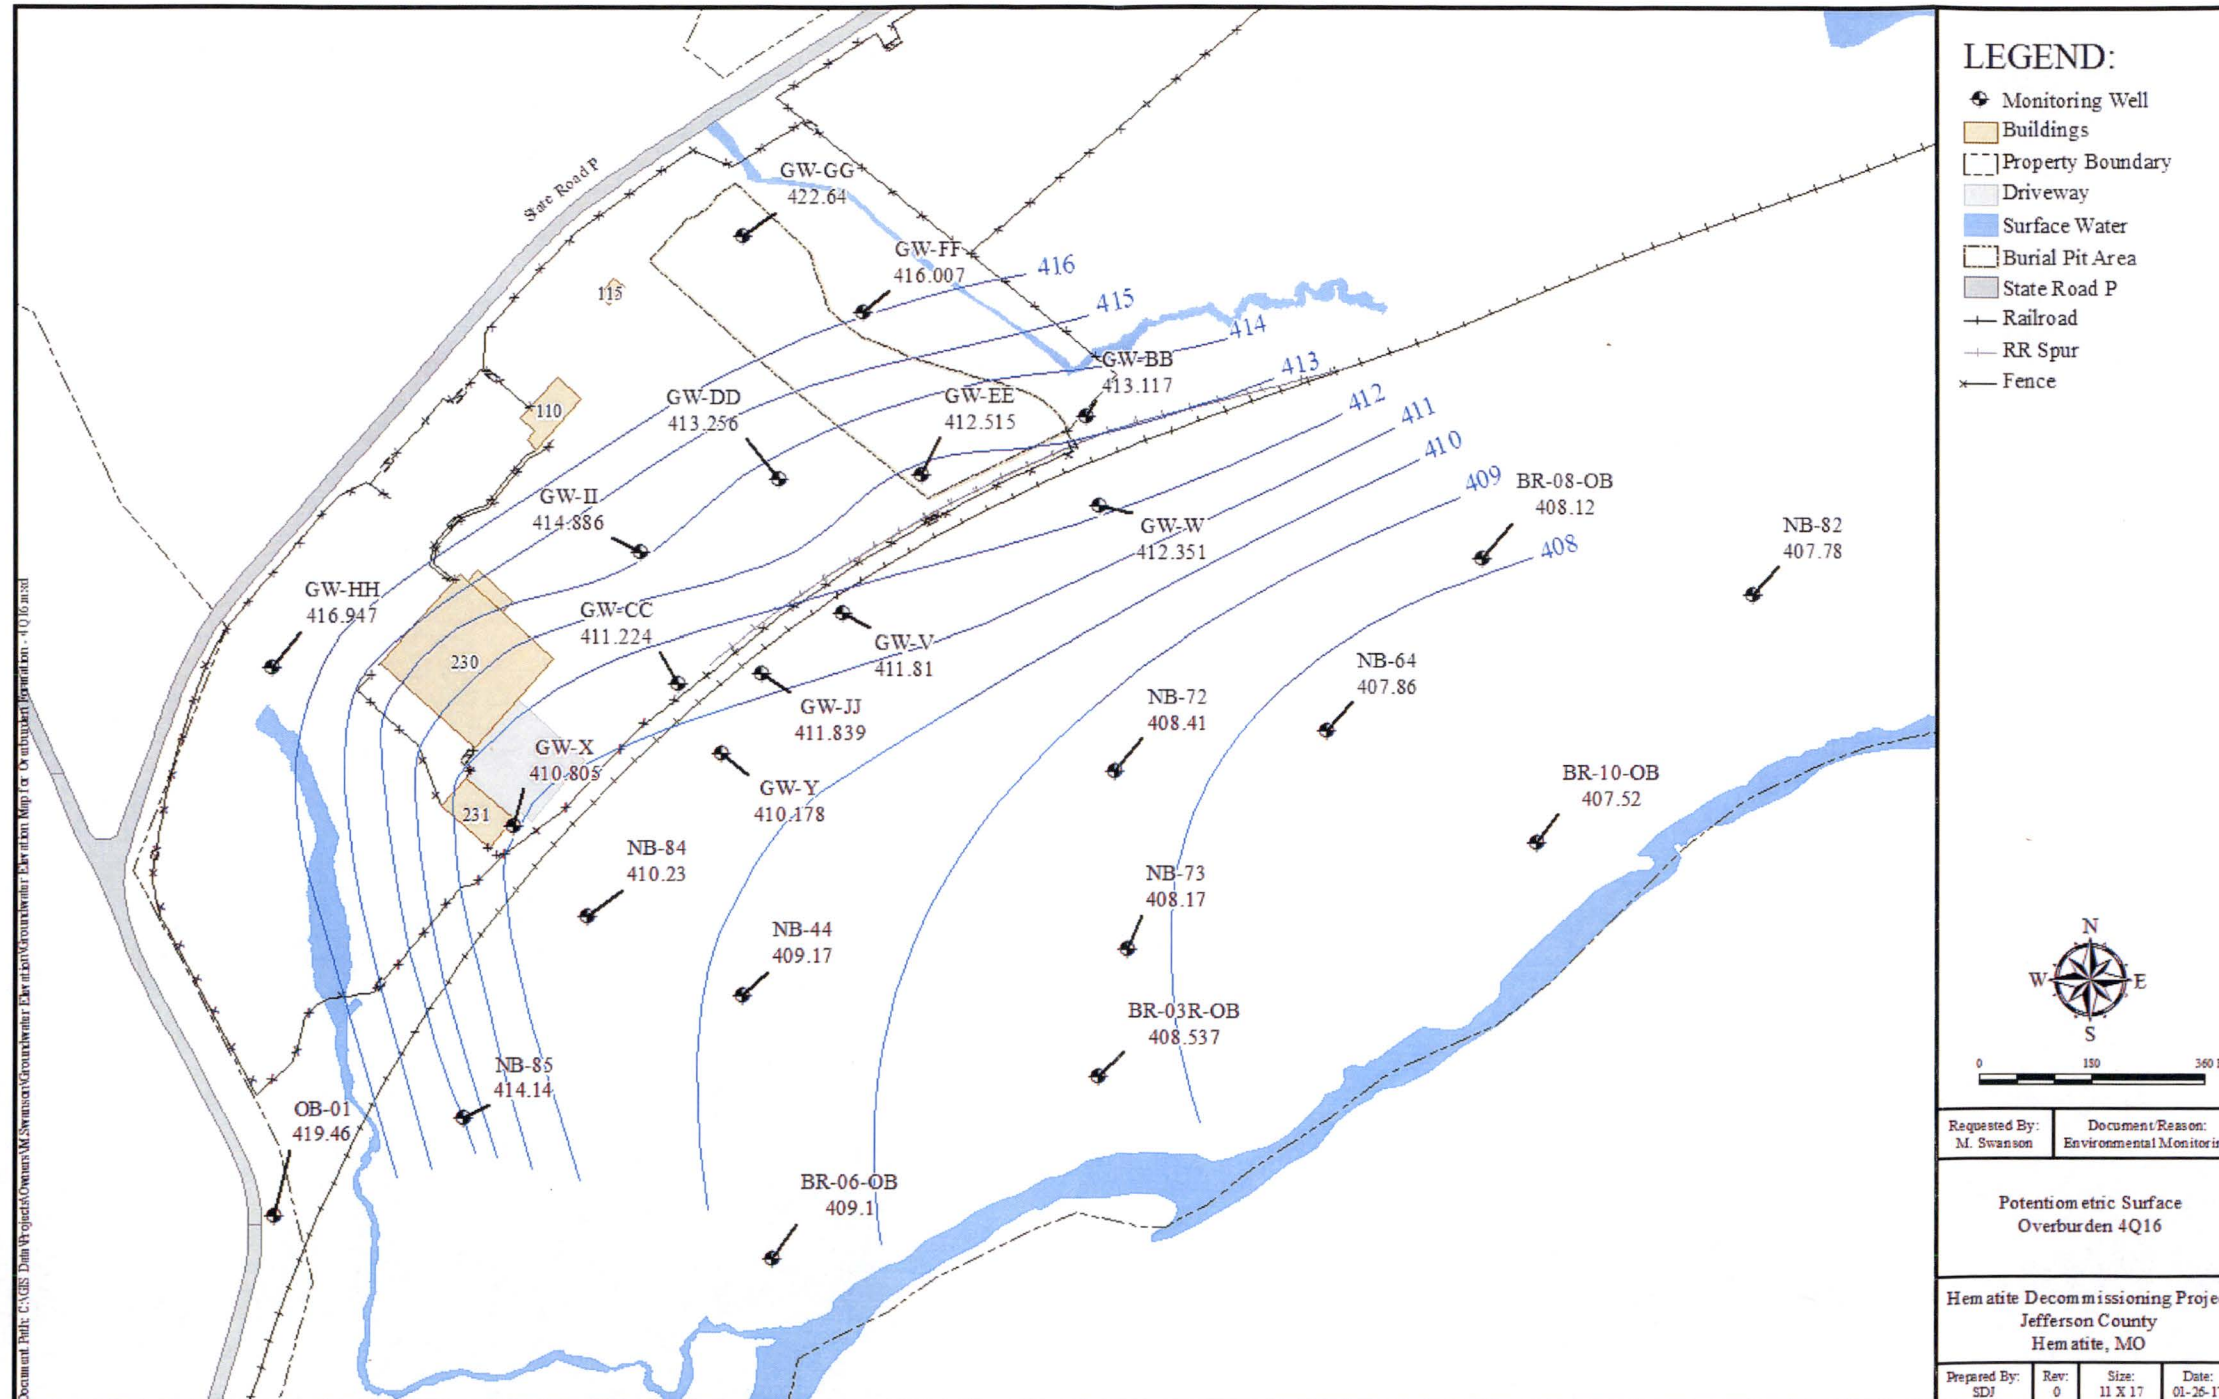 State Road P
GW-GG
422.64
GW-FF
416.007
416
415
414
413
412
411
410
409
408
115
GW-BB
413.117
GW-DD
413.256
GW-EE
412.515
110
GW-II
414.886
GW-W
412.351
BR-08-OB
408.12
NB-82
407.78
GW-HH
416.947
GW-CC
411.224
GW-V
411.81
230
NB-64
407.86
GW-JJ
411.839
NB-72
408.41
GW-X
410.805
GW-Y
410.178
BR-10-OB
407.52
231
NB-84
410.23
NB-73
408.17
NB-44
409.17
BR-03R-OB
408.537
NB-85
414.14
OB-01
419.46
BR-06-OB
409.1
LEGEND:
Monitoring Well
Buildings
Property Boundary
Driveway
Surface Water
Burial Pit Area
State Road P
Railroad
RR Spur
Fence
N
W E
S
0 180 360
Requested By:
M. Swanson
Document/Reason:
Environmental Monitorin
Potentiometric Surface
Overburden 4Q16
Hematite Decommissioning Proje
Jefferson County
Hematite, MO
Prepared By:
SDJ
Rev:
0
Size:
11 X 17
Date:
01-26-1